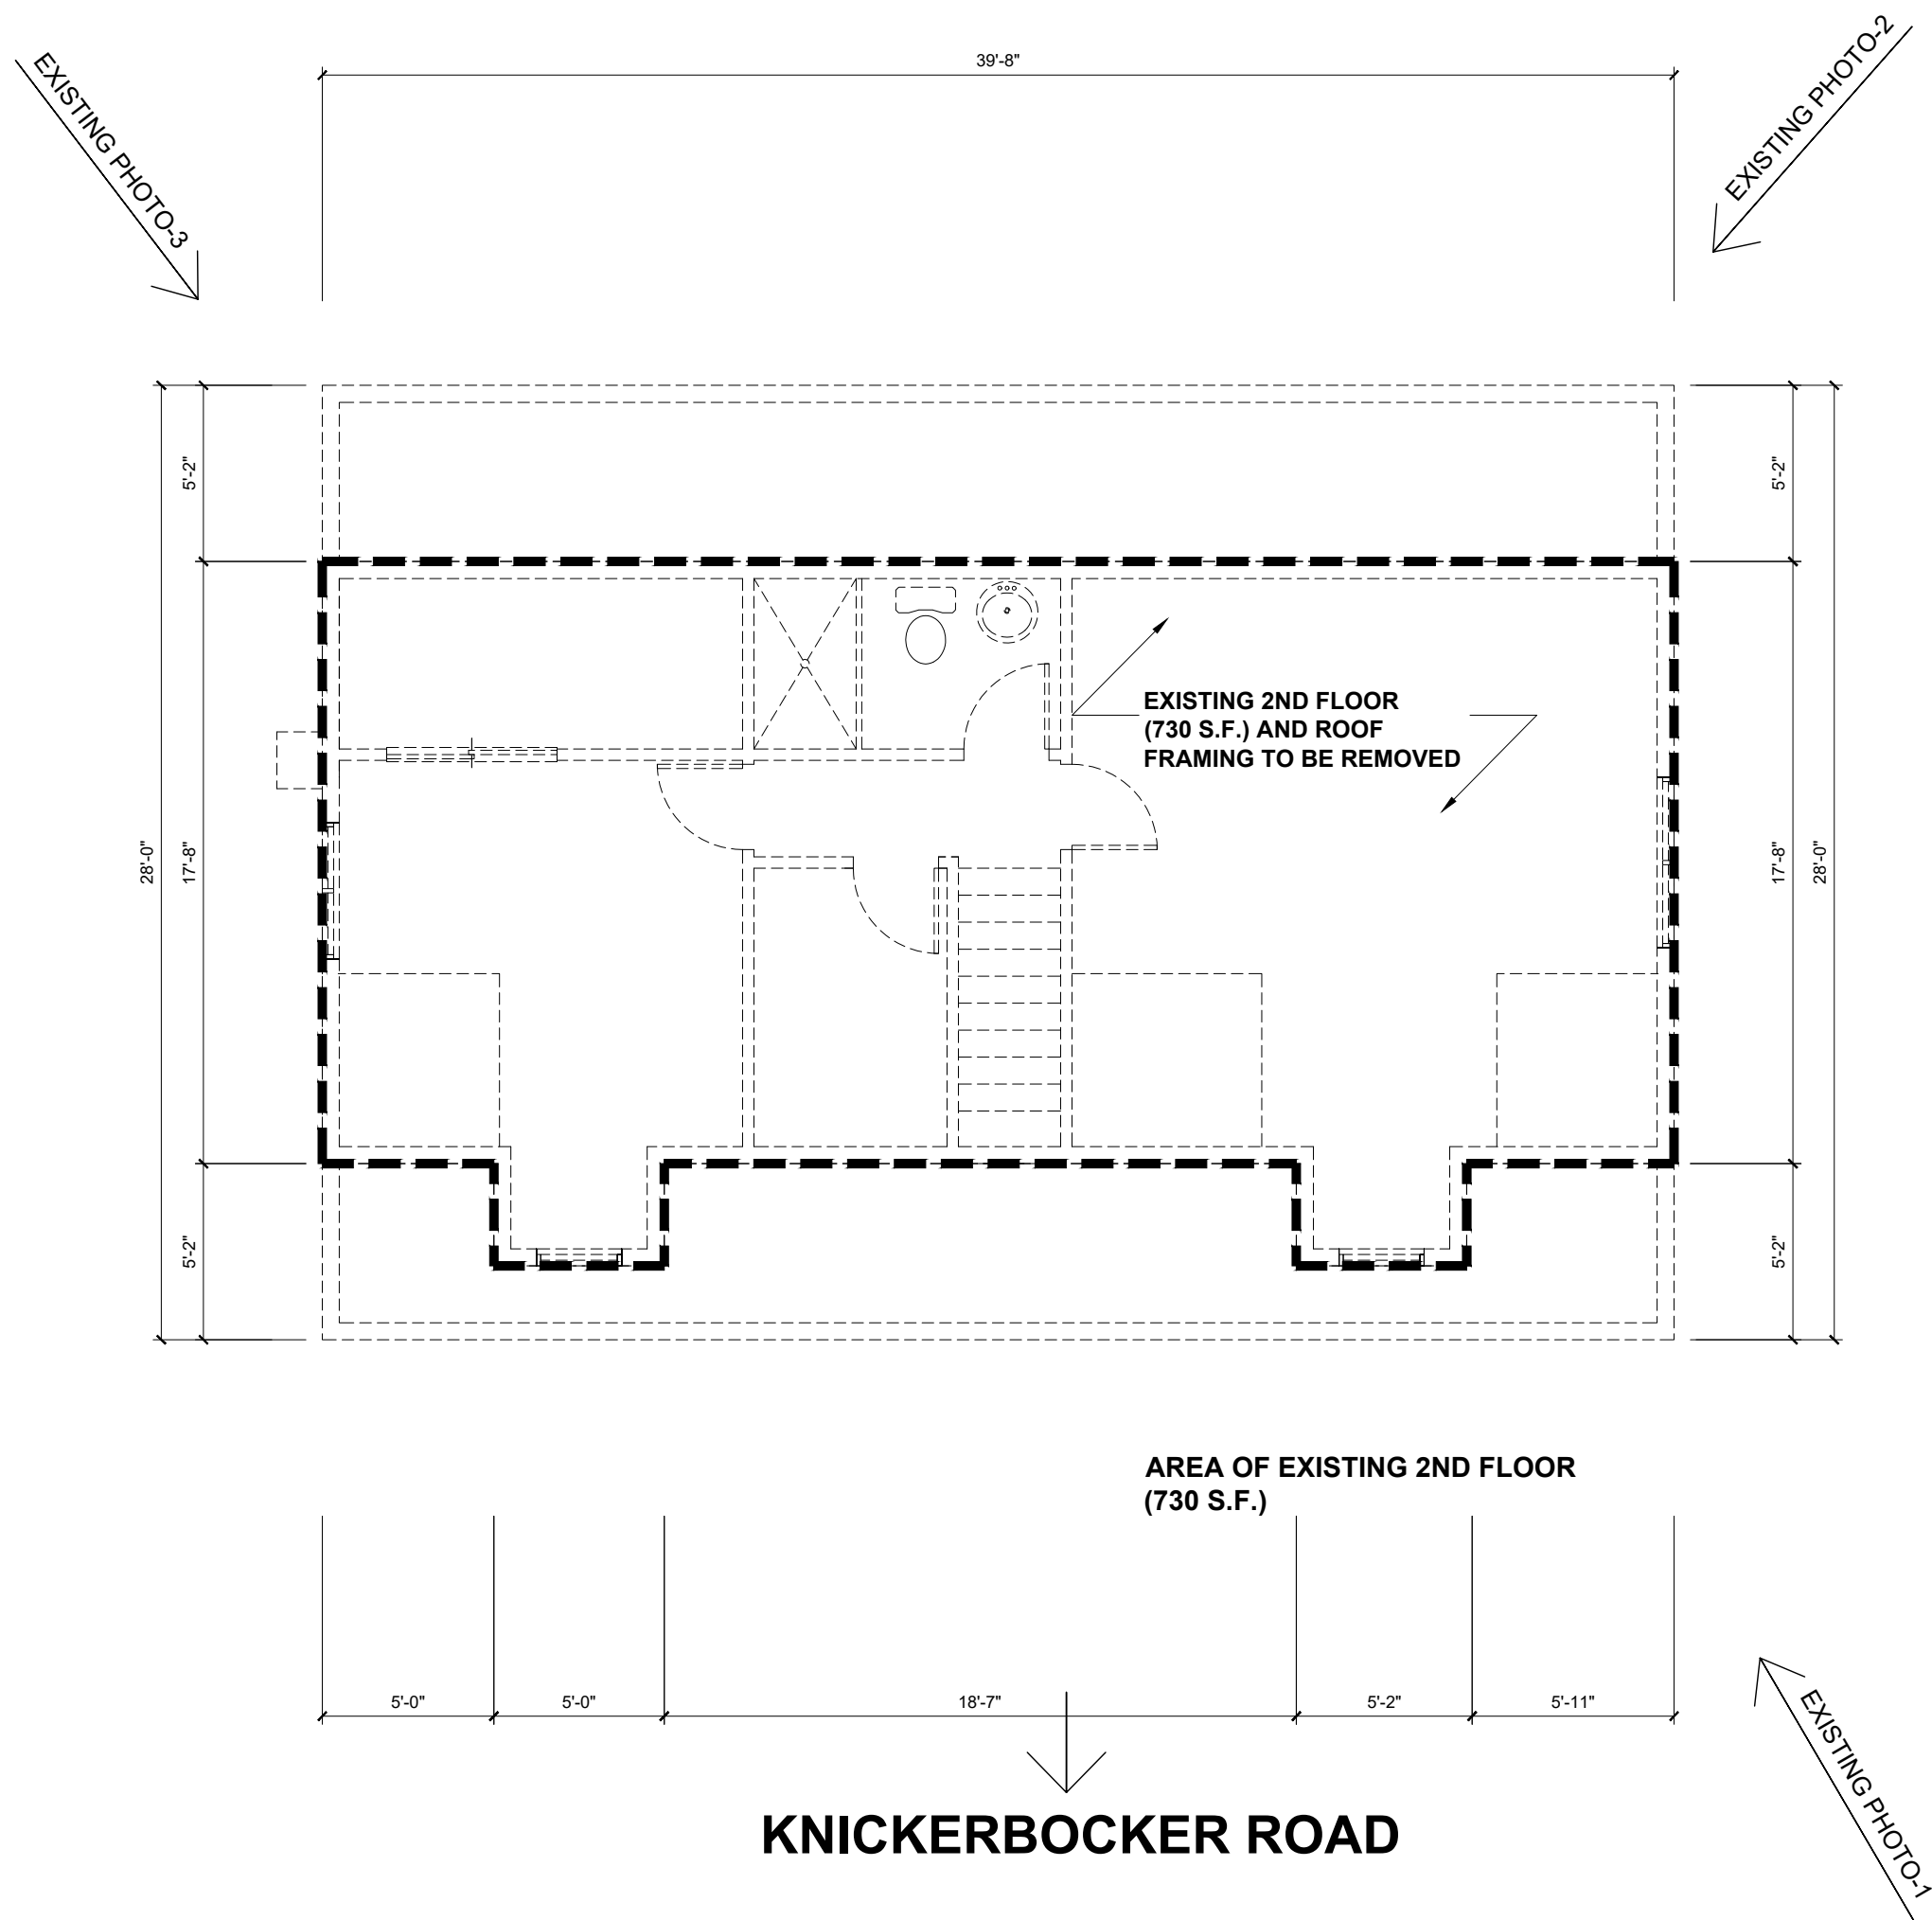 EXISTING PHOTO-3
39'-8"
EXISTING PHOTO-2
5'-2"
5'-2"
EXISTING 2ND FLOOR
(730 S.F.) AND ROOF
FRAMING TO BE REMOVED
28'-0"
17'-8"
17'-8"
28'-0"
5'-2"
5'-2"
AREA OF EXISTING 2ND FLOOR
(730 S.F.)
5'-0"
5'-0"
18'-7"
5'-2"
5'-11"
EXISTING PHOTO-1
KNICKERBOCKER ROAD